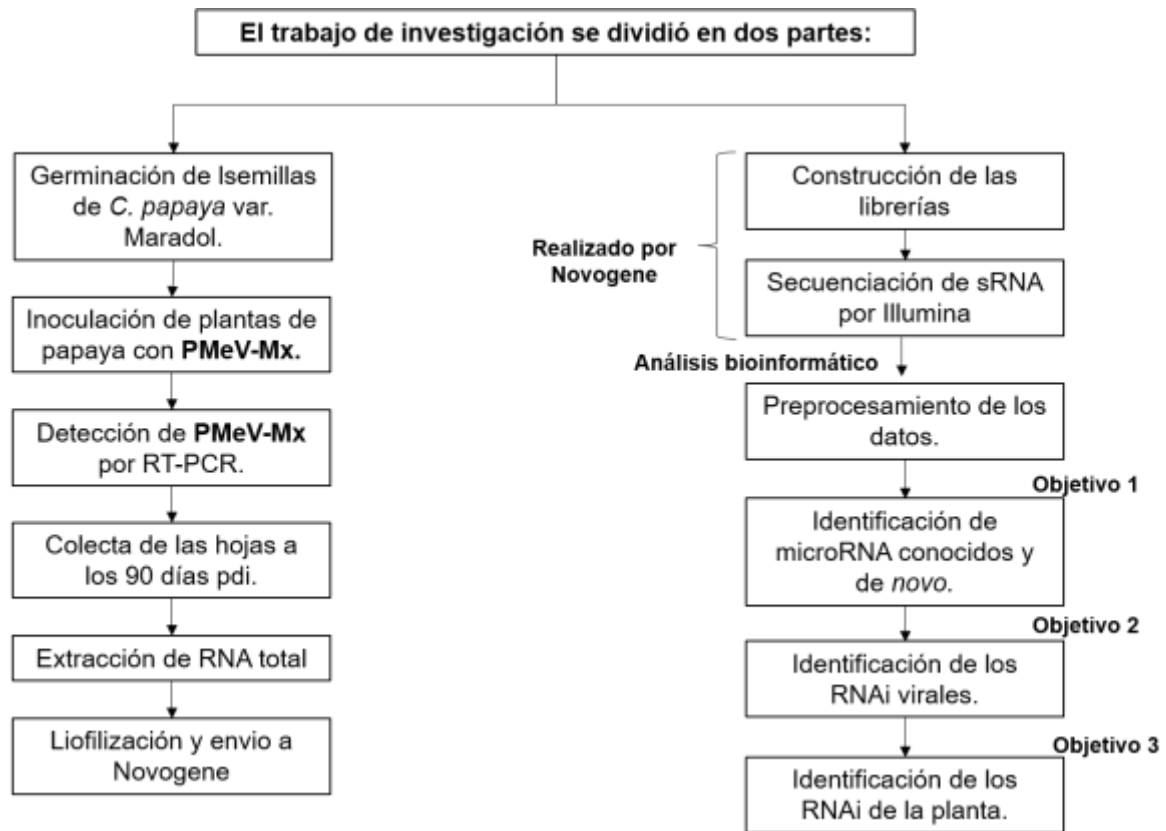 El trabajo de investigación se dividió en dos partes:
Germinación de lsemillas
de C. papaya var.
Maradol.
Inoculación de plantas de
papaya con PMeV-Mx.
Detección de PMeV-Mx
por RT-PCR.
Colecta de las hojas a
los 90 días pdi.
Extracción de RNA total
Liofilización y envio a
Novogene
Realizado por
Novogene
Construcción de las
librerías
Secuenciación de sRNA
por Illumina
Análisis bioinformático
Preprocesamiento de los
datos.
Objetivo 1
Identificación de
microRNA conocidos y
de novo.
Objetivo 2
Identificación de los
RNAi virales.
Objetivo 3
Identificación de los
RNAi de la planta.